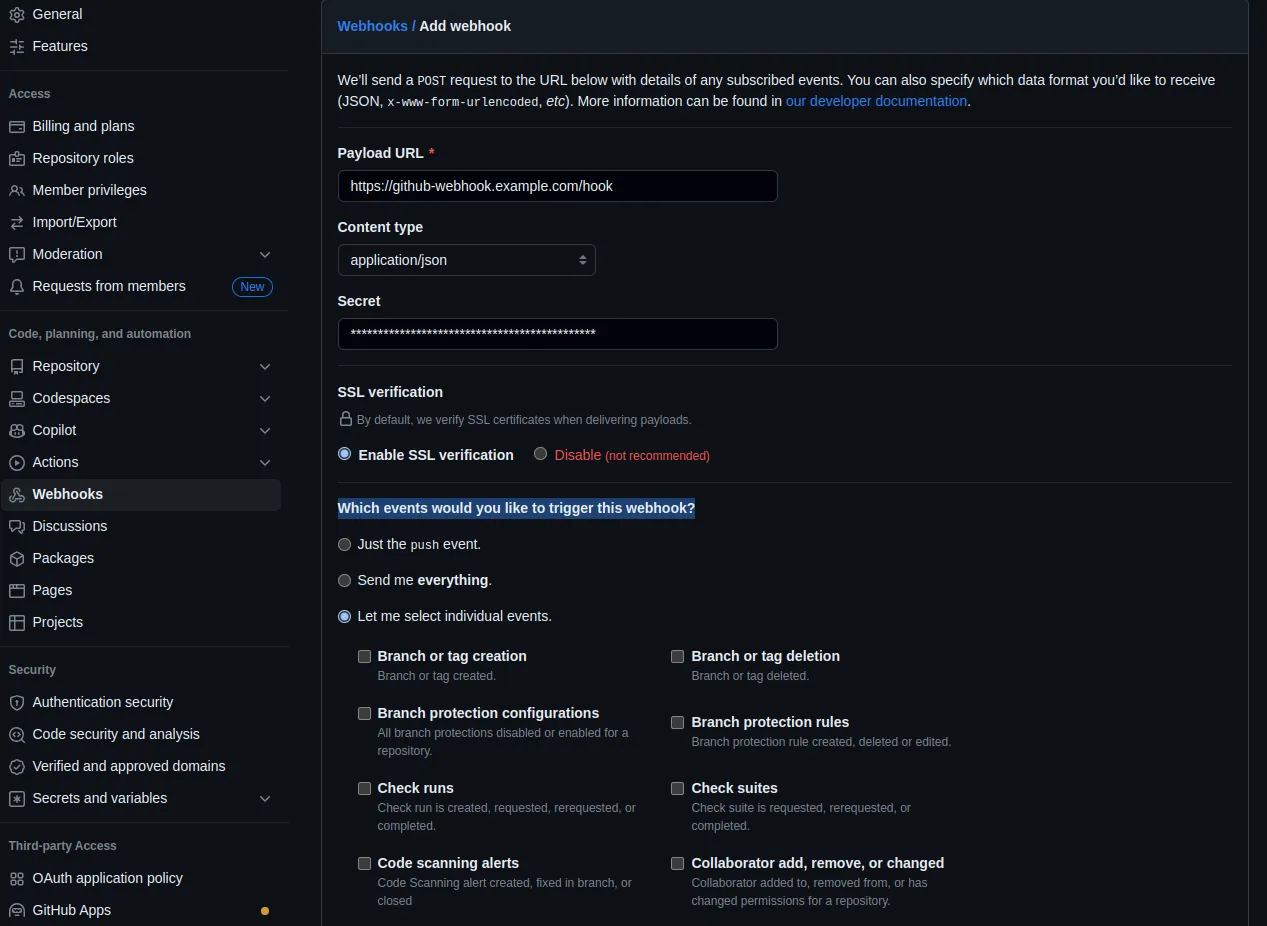 General
Features
Access
Billing and plans
Repository roles
Member privileges
Import/Export
Moderation
Requests from members New
Code, planning, and automation
Repository
Codespaces
Copilot
Actions
Webhooks
Discussions
Packages
Pages
Projects
Security
Authentication security
Code security and analysis
Verified and approved domains
Secrets and variables
Third-party Access
OAuth application policy
GitHub Apps
Webhooks / Add webhook
We'll send a POST request to the URL below with details of any subscribed events. You can also specify which data format you'd like to receive
(JSON, x-www-form-urlencoded, etc). More information can be found in our developer documentation.
Payload URL *
https://github-webhook.example.com/hook
Content type
application/json
Secret
**********************************************
SSL verification
By default, we verify SSL certificates when delivering payloads.
Enable SSL verification Disable (not recommended)
Which events would you like to trigger this webhook?
Just the push event.
Send me everything.
Let me select individual events.
Branch or tag creation
Branch or tag created.
Branch or tag deletion
Branch or tag deleted.
Branch protection configurations
All branch protections disabled or enabled for a
repository.
Branch protection rules
Branch protection rule created, deleted or edited.
Check runs
Check run is created, requested, rerequested, or
completed.
Check suites
Check suite is requested, rerequested, or
completed.
Code scanning alerts
Code Scanning alert created, fixed in branch, or
closed
Collaborator add, remove, or changed
Collaborator added to, removed from, or has
changed permissions for a repository.